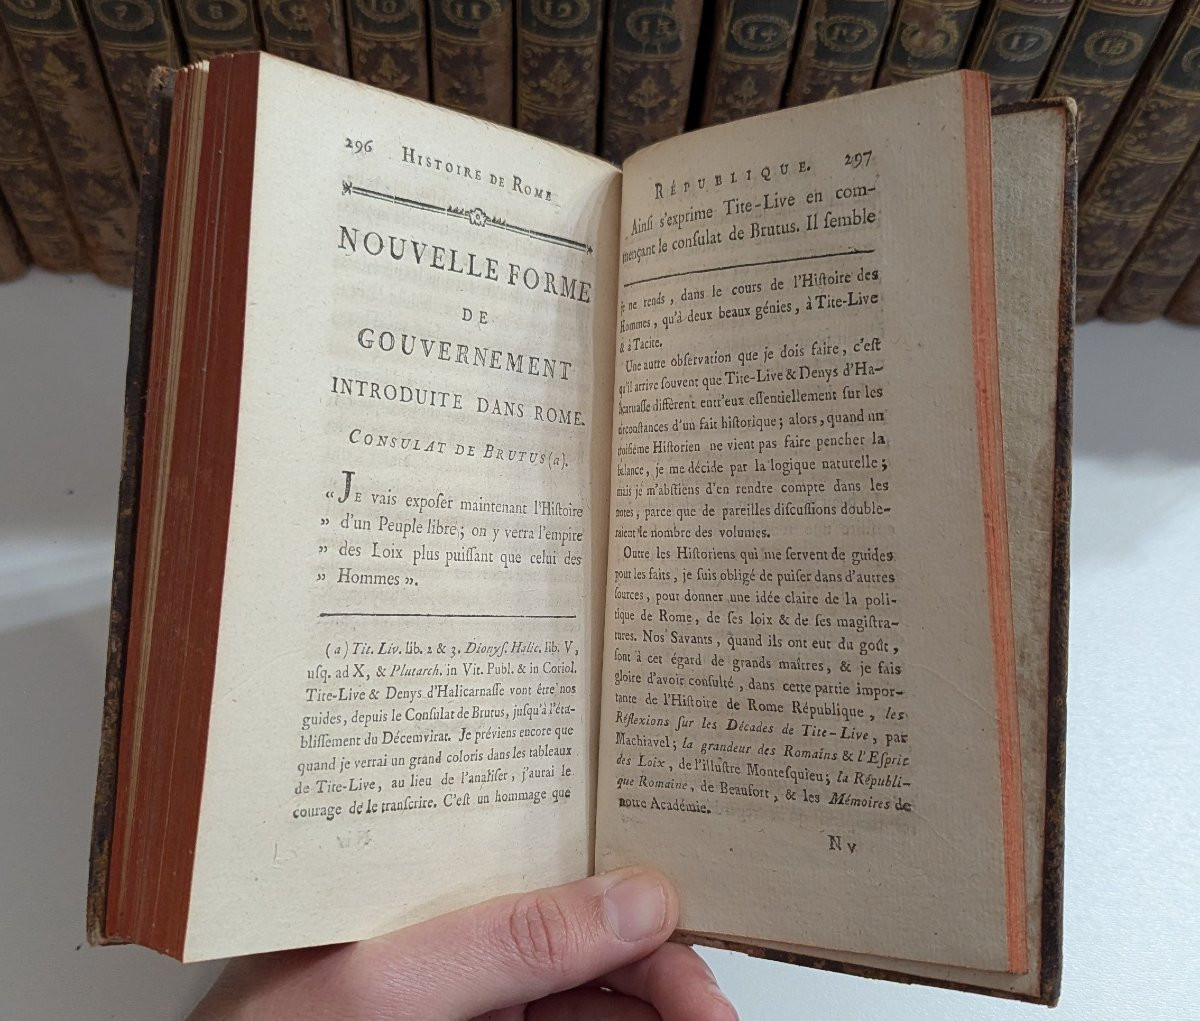 8
9
10
11
12
13
14
15
17
18
296 HISTOIRE DE ROME
NOUVELLE FORME
DE
GOUVERNEMENT
INTRODUITE DANS ROME.
CONSULAT DE BRUTUS (a).
“ JE vais expoſer maintenant l'Hiſtoire
” d'un Peuple libre ; on y verra l'empire
” des Loix plus puiſſant que celui des
” Hommes ”.
(a) Tit. Liv. lib. 2 & 3. Dionyſ. Halic. lib. V,
uſq. ad X, & Plutarch. in Vit. Publ. & in Coriol.
Tite-Live & Denys d'Halicarnaſſe vont être nos
guides, depuis le Conſulat de Brutus, juſqu'à l'éta-
bliſſement du Décemvirat. Je préviens encore que
quand je verrai un grand coloris dans les tableaux
de Tite-Live, au lieu de l'analiſer, j'aurai le
courage de le tranſcrire. C'eſt un hommage que
RÉPUBLIQUE. 297
Ainſi s'exprime Tite-Live en com-
mençant le conſulat de Brutus. Il ſemble
je ne rends, dans le cours de l'Hiſtoire des
Hommes, qu'à deux beaux génies, à Tite-Live
& à Tacite.
Une autre obſervation que je dois faire, c'eſt
qu'il arrive ſouvent que Tite-Live & Denys d'Ha-
licarnaſſe diffèrent entr'eux eſſentiellement ſur les
circonſtances d'un fait hiſtorique ; alors, quand un
troiſième Hiſtorien ne vient pas faire pencher la
balance, je me décide par la logique naturelle ;
mais je m'abſtiens d'en rendre compte dans les
notes, parce que de pareilles diſcuſſions double-
raient le nombre des volumes.
Outre les Hiſtoriens qui me ſervent de guides
pour les faits, je ſuis obligé de puiſer dans d'autres
ſources, pour donner une idée claire de la poli-
tique de Rome, de ſes loix & de ſes magiſtra-
tures. Nos Savants, quand ils ont eu du goût,
ſont à cet égard de grands maîtres, & je fais
gloire d'avoir conſulté, dans cette partie impor-
tante de l'Hiſtoire de Rome République, les
Réflexions ſur les Décades de Tite-Live, par
Machiavel ; la grandeur des Romains & l'Eſprit
des Loix, de l'illuſtre Monteſquieu ; la Républi-
que Romaine, de Beaufort, & les Mémoires de
notre Académie.
N v